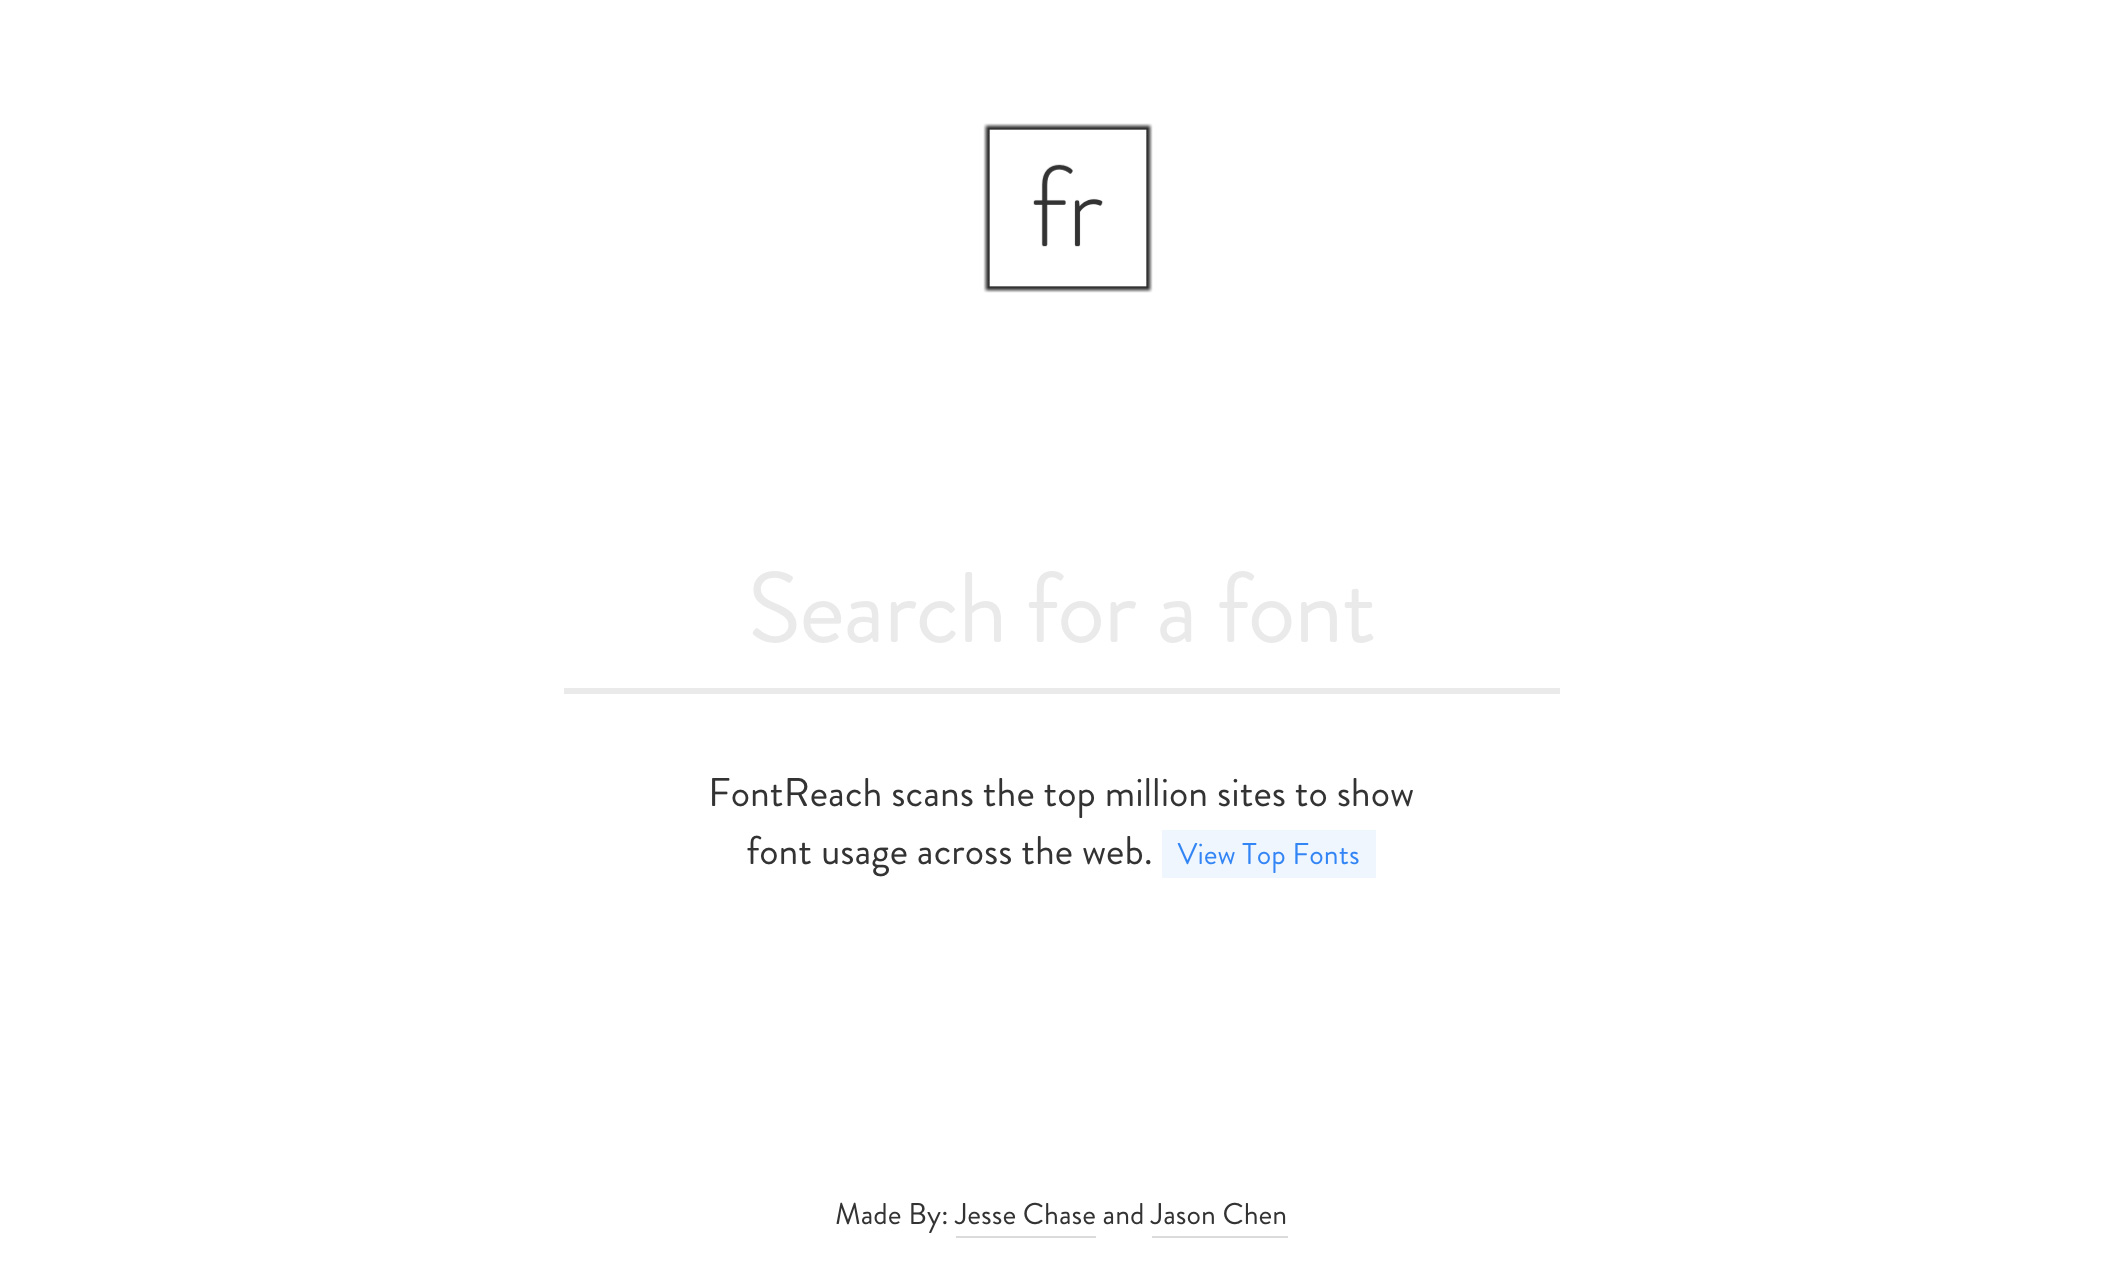 fr
Search for a font
FontReach scans the top million sites to show
font usage across the web. View Top Fonts
Made By: Jesse Chase and Jason Chen